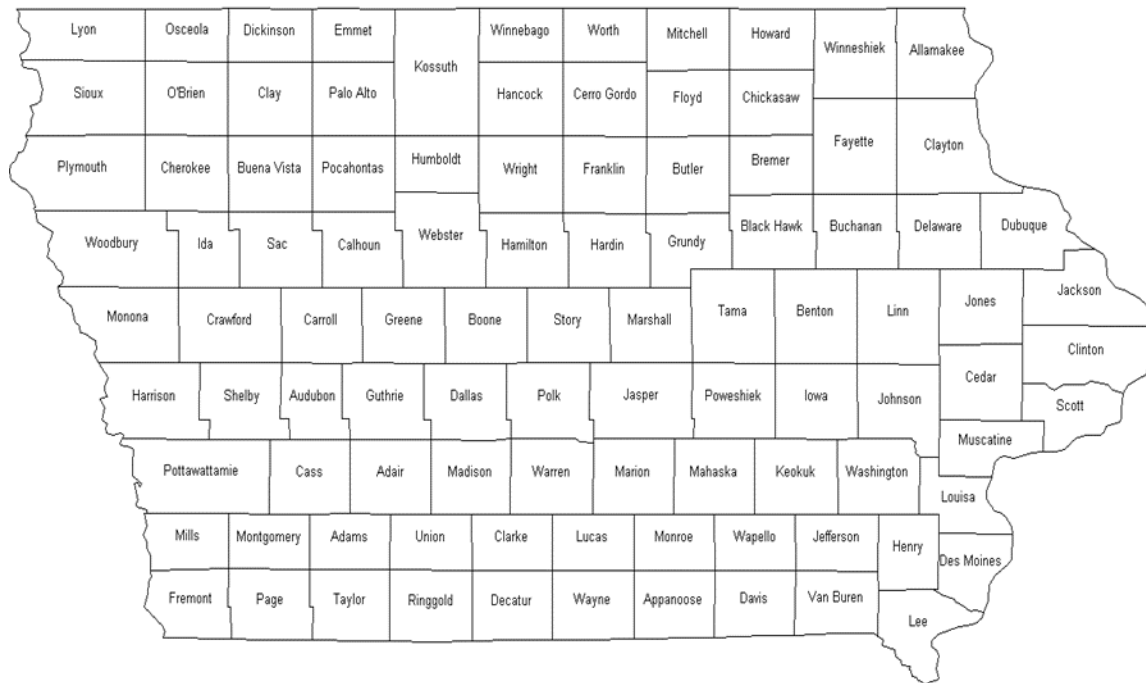 Lyon
Osceola
Dickinson
Emmet
Winnebago
Worth
Mitchell
Howard
Winneshiek
Allamakee
Kossuth
Sioux
O'Brien
Clay
Palo Alto
Hancock
Cerro Gordo
Floyd
Chickasaw
Fayette
Clayton
Plymouth
Cherokee
Buena Vista
Pocahontas
Humboldt
Wright
Franklin
Butler
Bremer
Woodbury
Ida
Sac
Calhoun
Webster
Hamilton
Hardin
Grundy
Black Hawk
Buchanan
Delaware
Dubuque
Monona
Crawford
Carroll
Greene
Boone
Story
Marshall
Tama
Benton
Linn
Jones
Jackson
Clinton
Harrison
Shelby
Audubon
Guthrie
Dallas
Polk
Jasper
Poweshiek
Iowa
Johnson
Cedar
Scott
Muscatine
Pottawattamie
Cass
Adair
Madison
Warren
Marion
Mahaska
Keokuk
Washington
Louisa
Mills
Montgomery
Adams
Union
Clarke
Lucas
Monroe
Wapello
Jefferson
Henry
Des Moines
Fremont
Page
Taylor
Ringgold
Decatur
Wayne
Appanoose
Davis
Van Buren
Lee